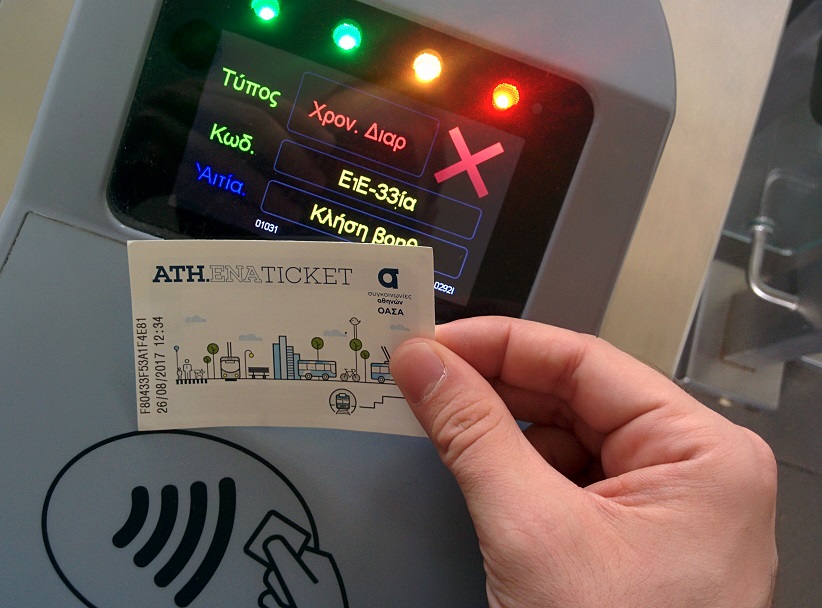 Τύπος
Χρον. Διαρ
Κωδ.
ΕιΕ-33ία
Αιτία.
Κλήση βοηθ
01031
02921
ATH.ENA TICKET
συγκοινωνίες
αθηνών
ΟΑΣΑ
F80433F53A1F4E81
26/08/2017 12:34